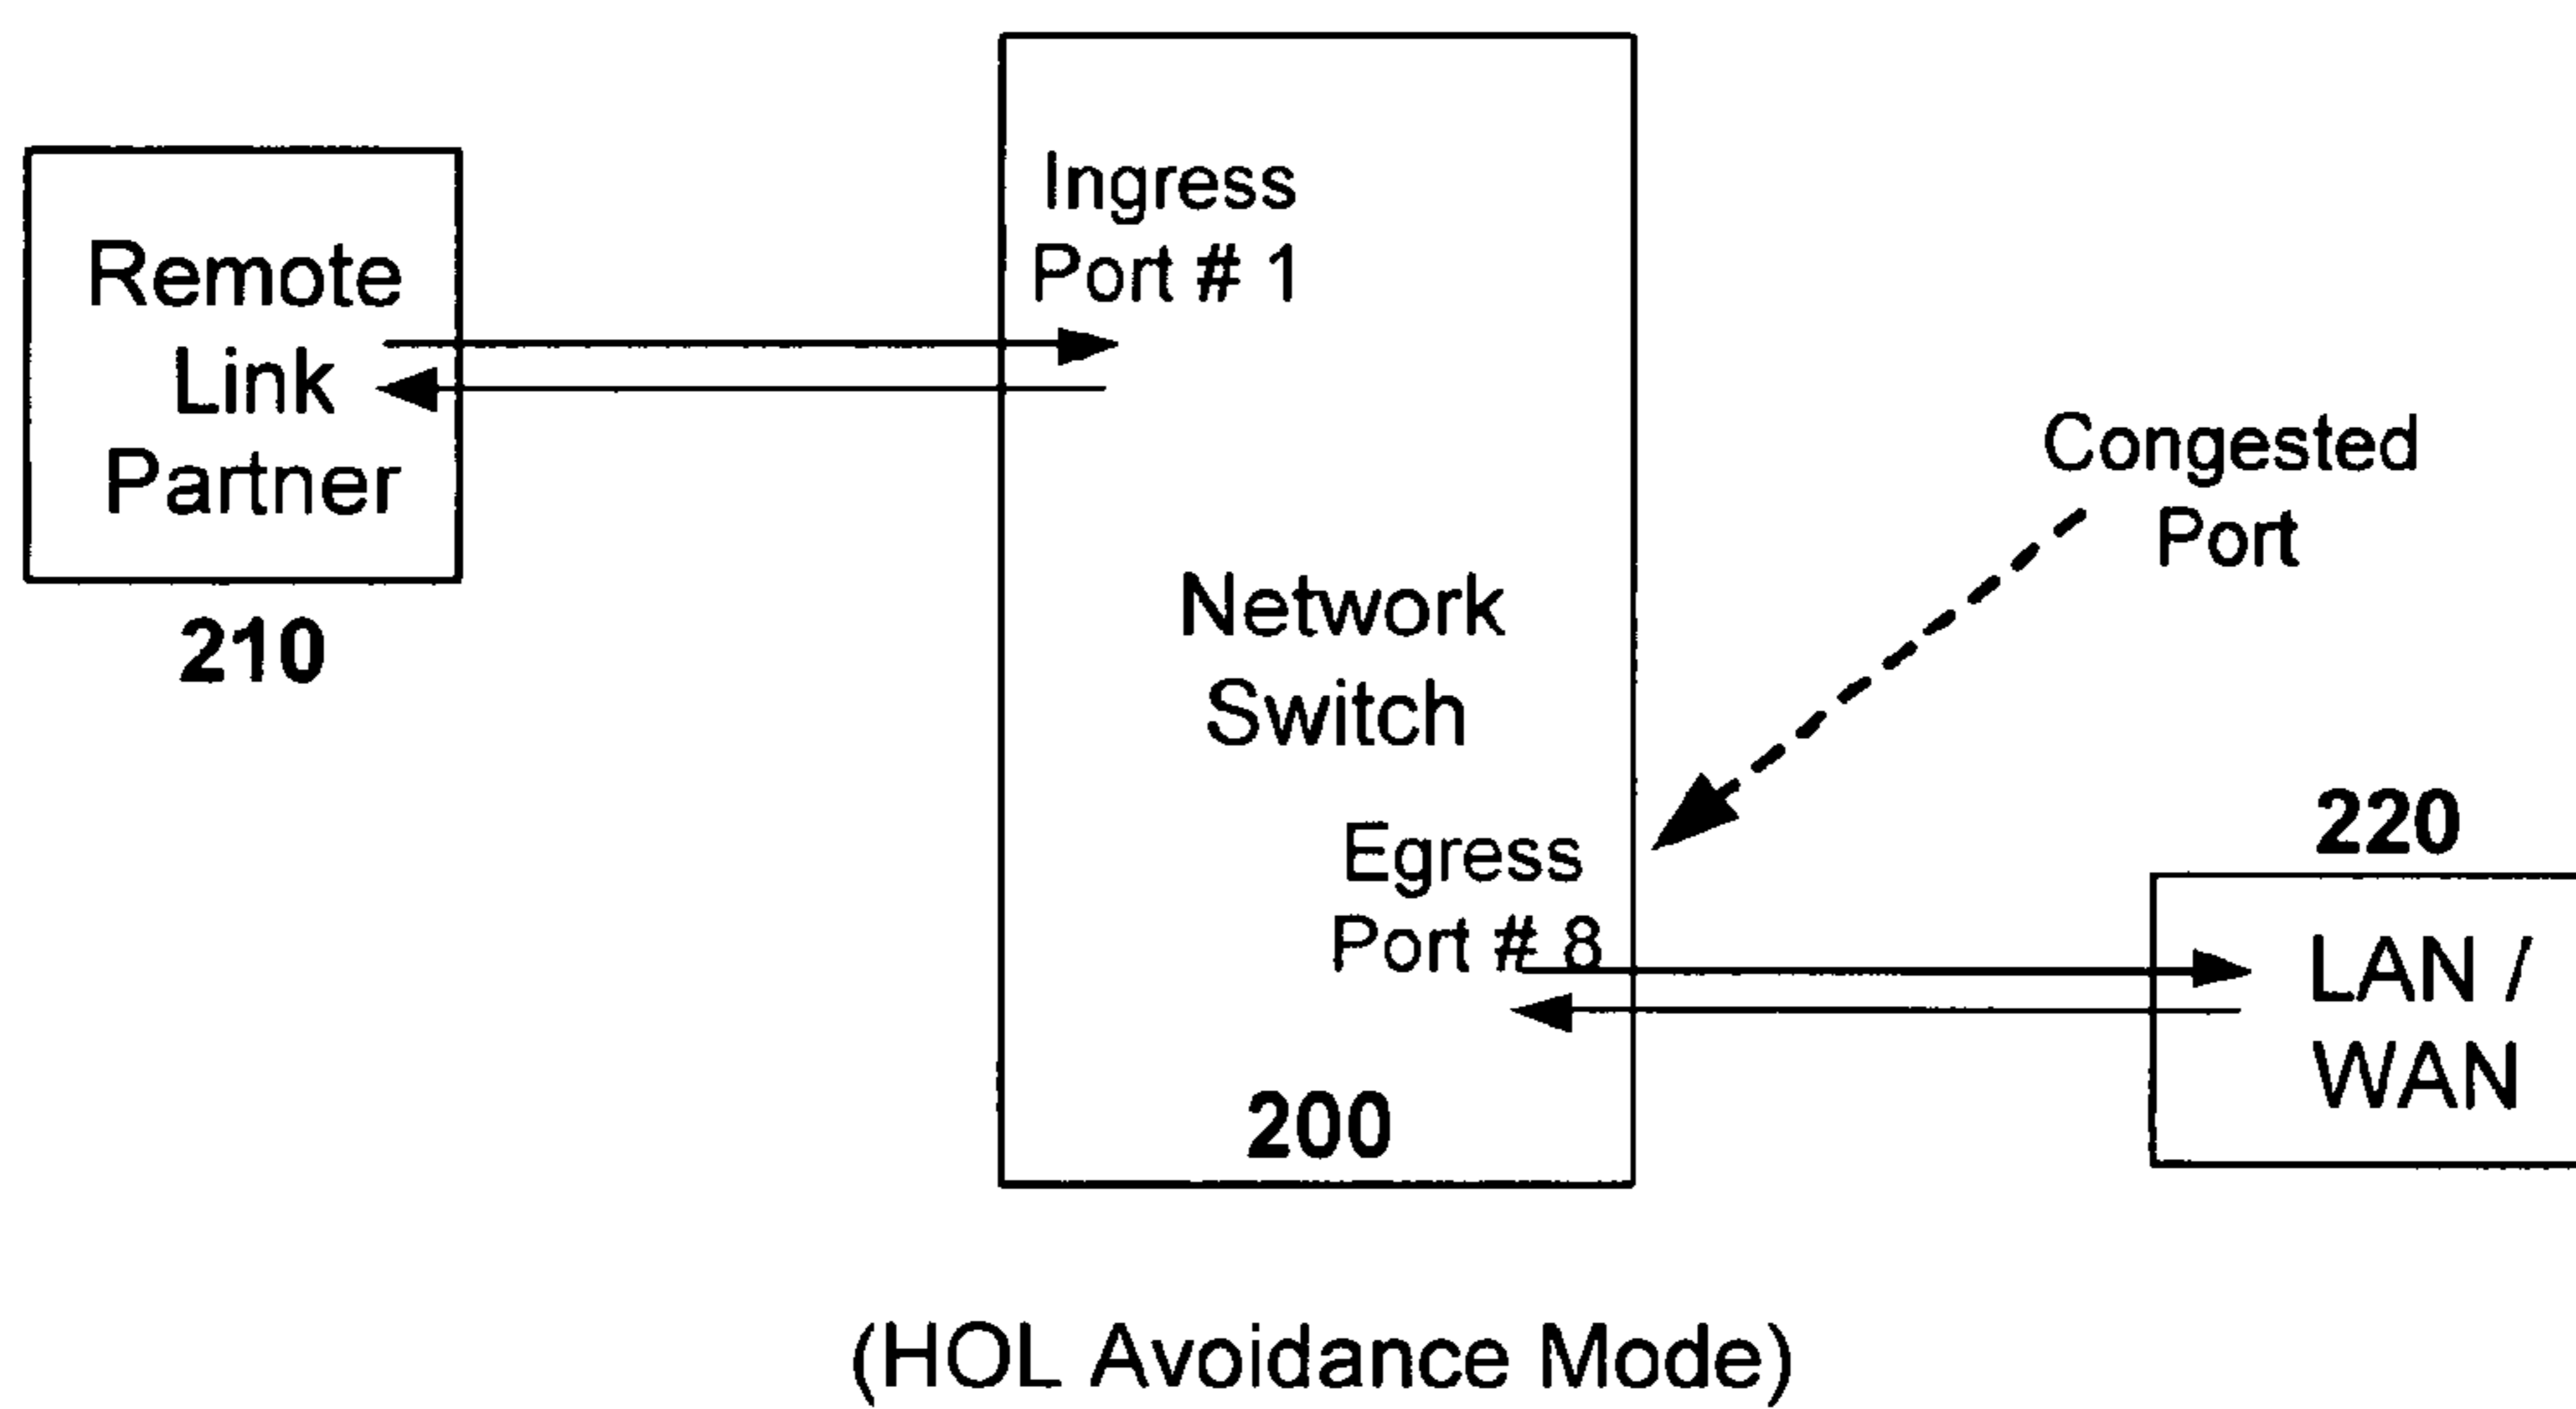 Remote
Link
Partner
210
Ingress
Port # 1
Network
Switch
Congested
Port
Egress
Port # 8
200
220
LAN /
WAN
(HOL Avoidance Mode)